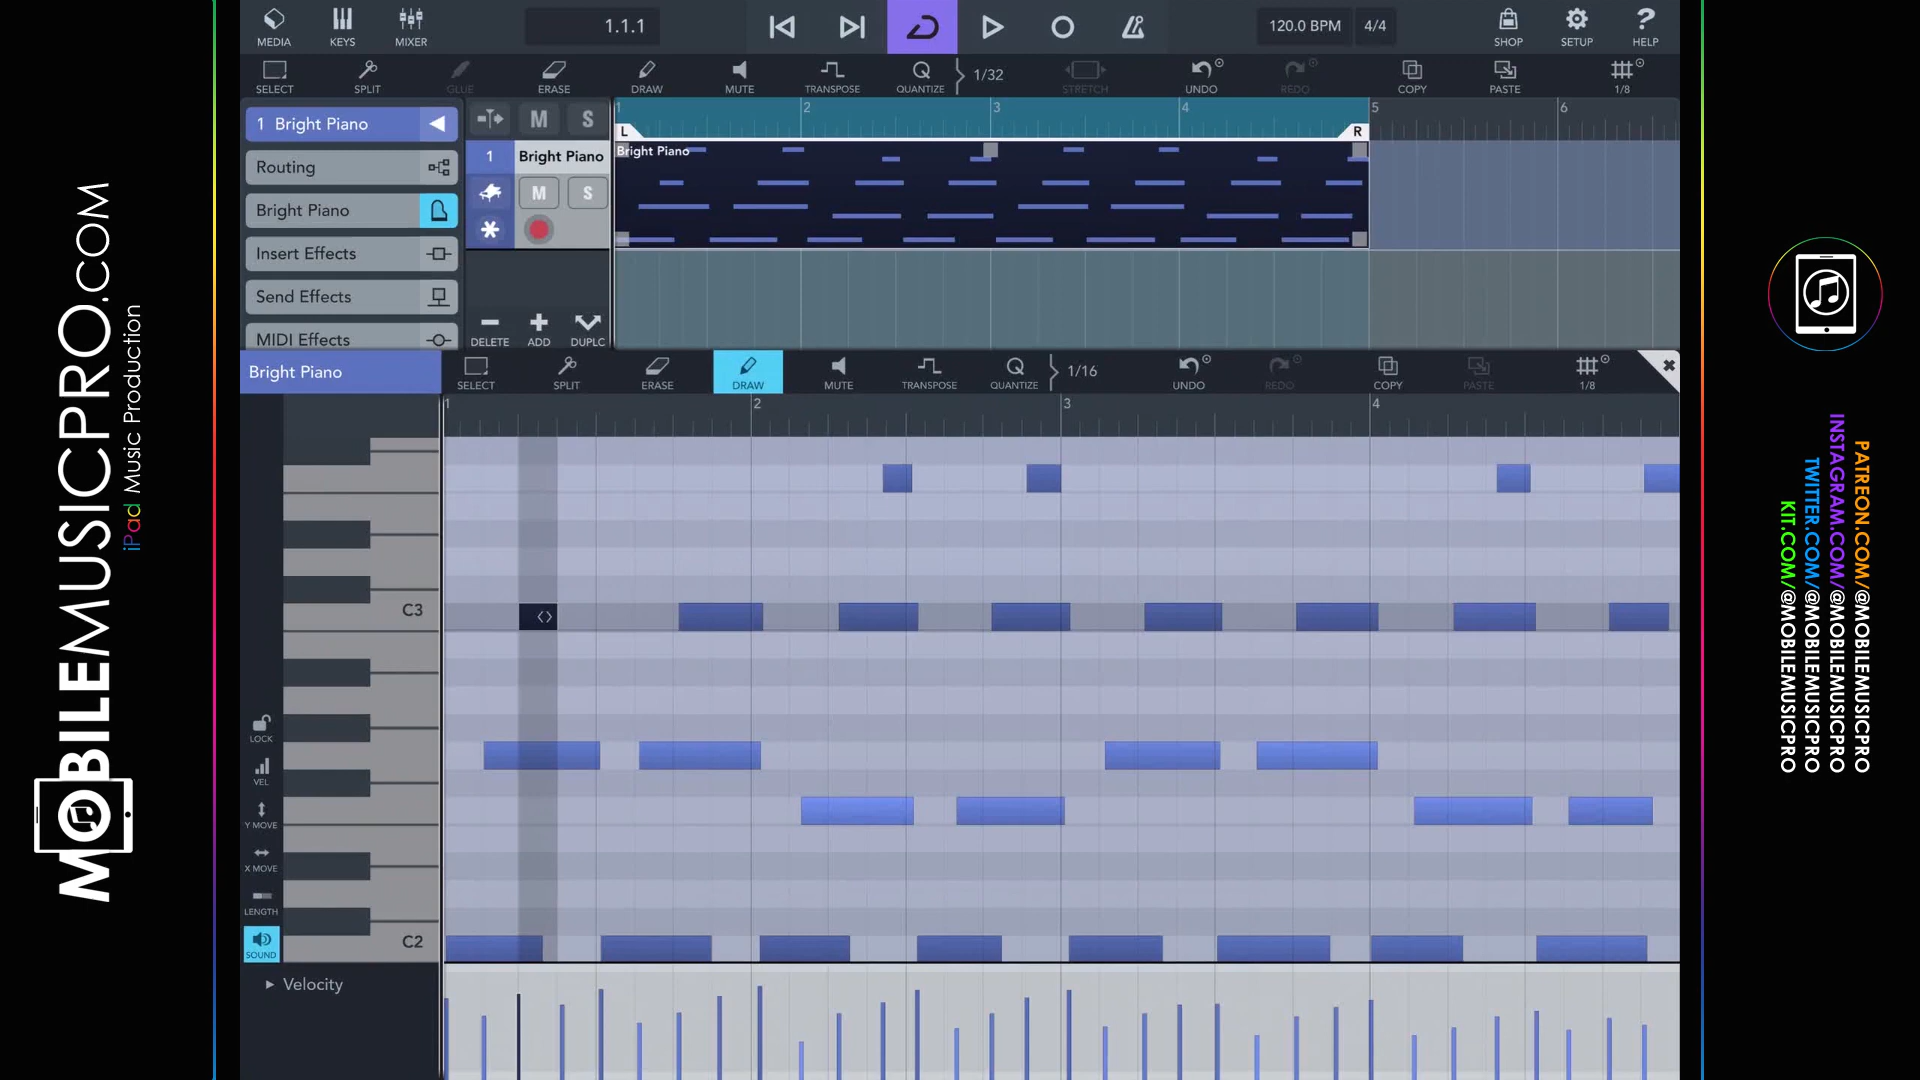 MOBILEMUSICPRO.COM
iPad Music Production
MEDIA KEYS MIXER 1.1.1 120.0 BPM 4/4 SHOP SETUP HELP
SELECT SPLIT GLUE ERASE DRAW MUTE TRANSPOSE Q QUANTIZE 1/32 STRETCH UNDO REDO COPY PASTE 1/8
1 Bright Piano M S 1 2 3 4 5 6
L R
1 Bright Piano Bright Piano
Routing
M S
Bright Piano
Insert Effects
Send Effects
MIDI Effects
DELETE ADD DUPLC
Bright Piano SELECT SPLIT ERASE DRAW MUTE TRANSPOSE Q QUANTIZE 1/16 UNDO REDO COPY PASTE 1/8
1 2 3 4
C3
LOCK
VEL
Y MOVE
X MOVE
LENGTH
C2
SOUND
Velocity
PATREON.COM/@MOBILEMUSICPRO
INSTAGRAM.COM/@MOBILEMUSICPRO
TWITTER.COM/@MOBILEMUSICPRO
KIT.COM/@MOBILEMUSICPRO